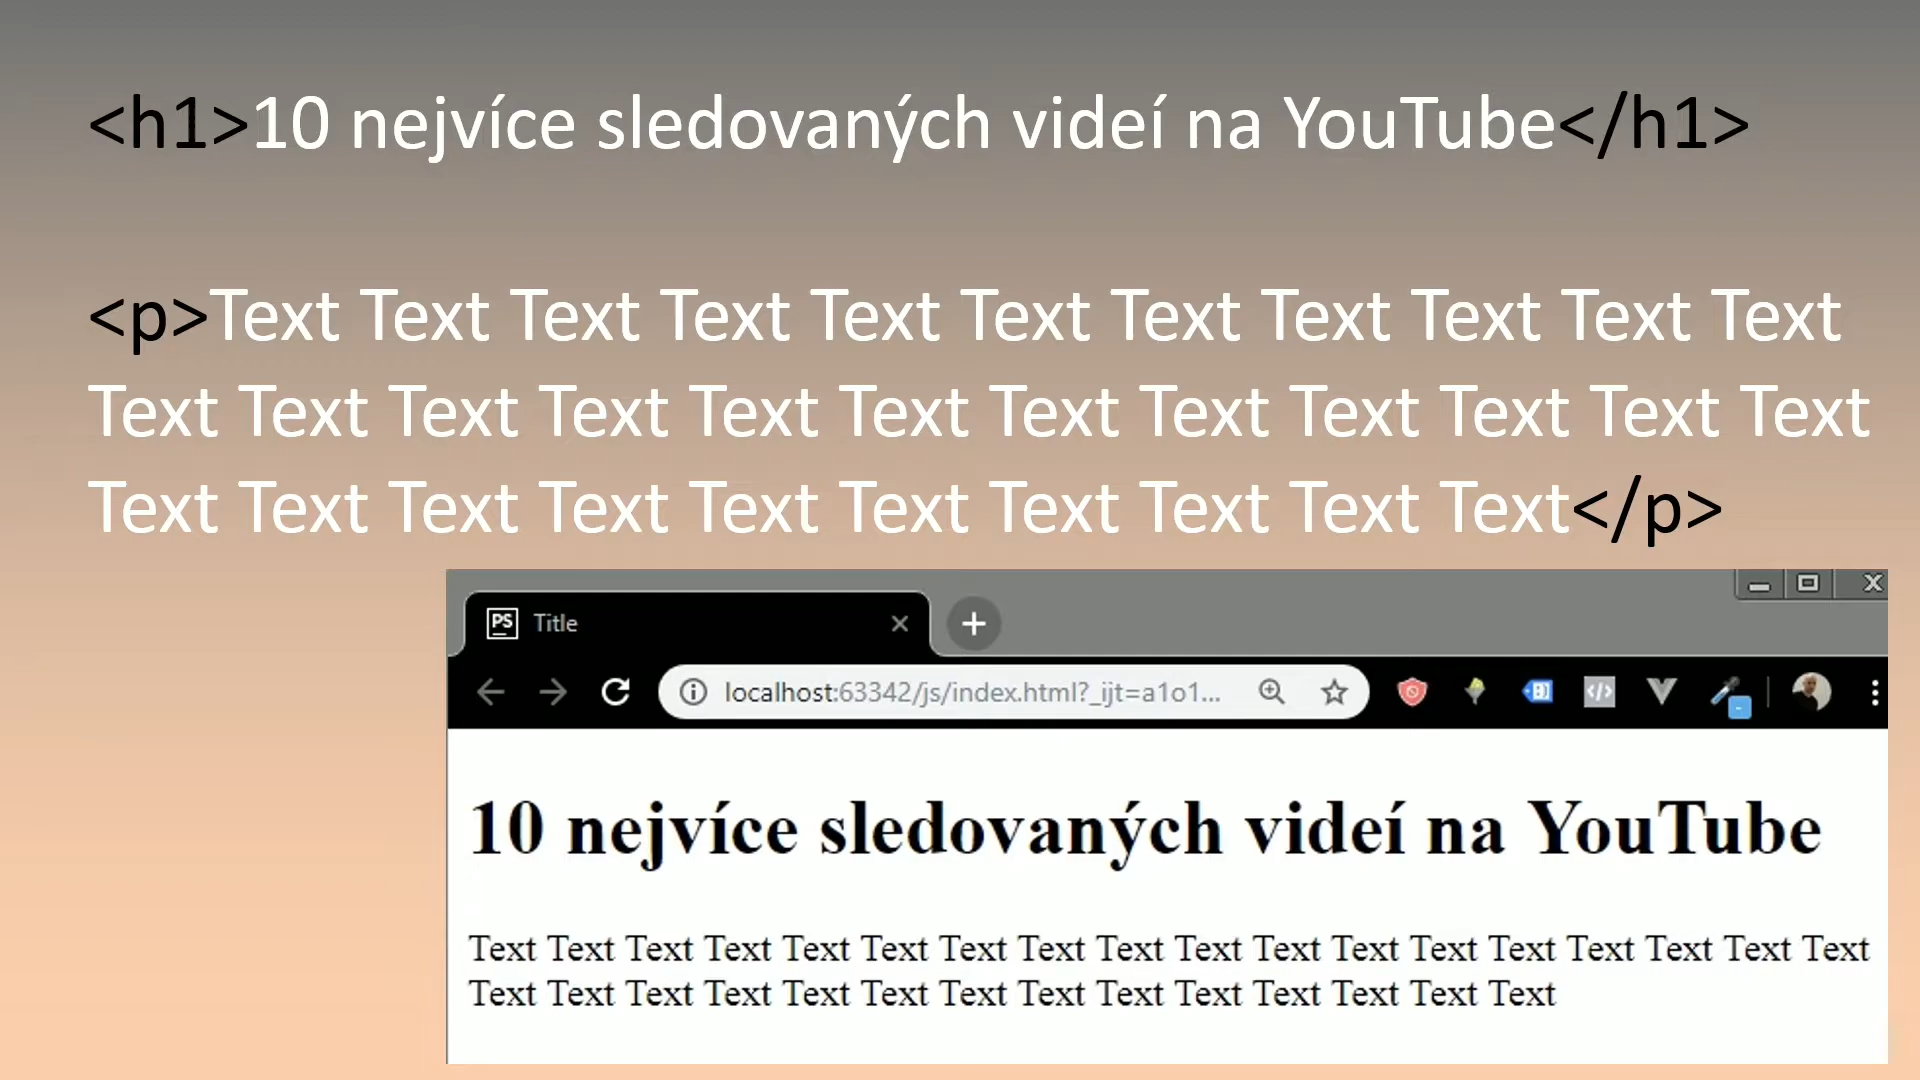 <h1>10 nejvíce sledovaných videí na YouTube</h1>
<p>Text Text Text Text Text Text Text Text Text Text Text
Text Text Text Text Text Text Text Text Text Text Text Text
Text Text Text Text Text Text Text Text Text Text</p>
PS Title
localhost:63342/js/index.html?_ijt=a1o1...
10 nejvíce sledovaných videí na YouTube
Text Text Text Text Text Text Text Text Text Text Text Text Text Text Text Text Text Text
Text Text Text Text Text Text Text Text Text Text Text Text Text Text